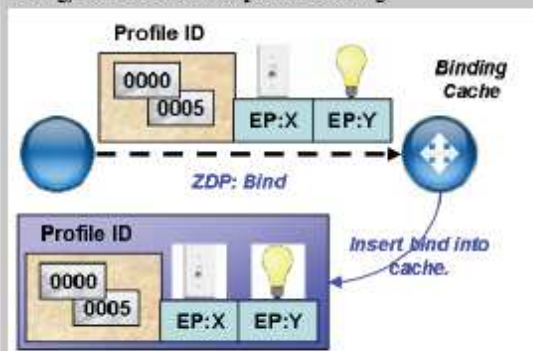 Profile ID
0000
0005
EP:X EP:Y
Binding
Cache
ZDP: Bind
Insert bind into
cache.
Profile ID
0000
0005
EP:X EP:Y